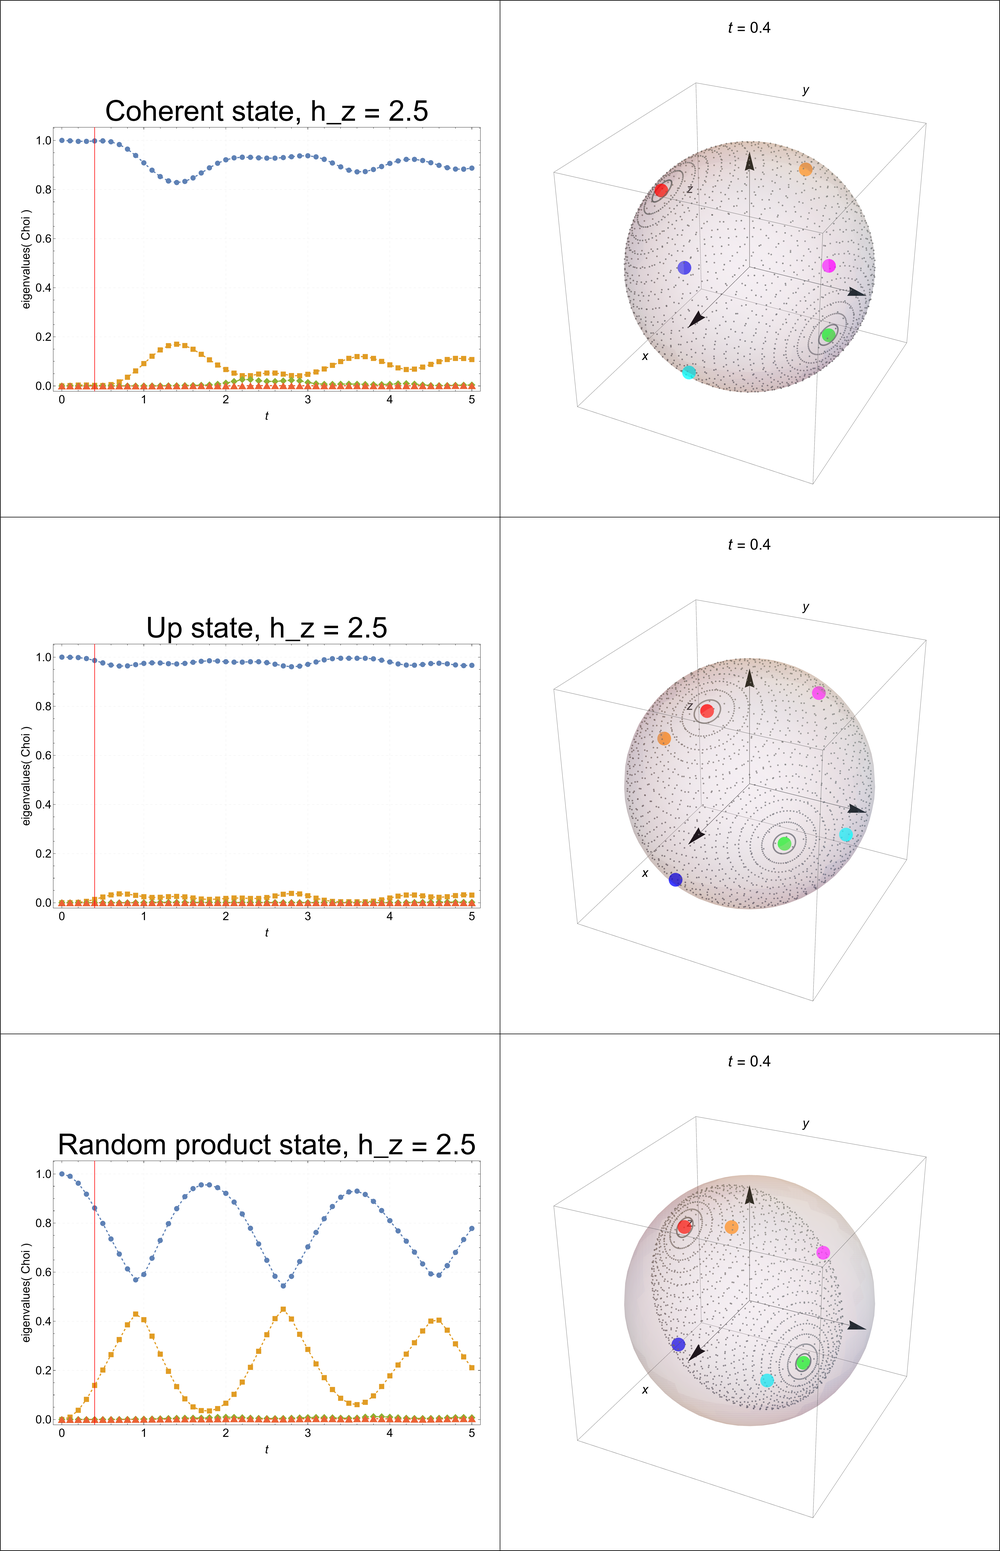 t = 0.4
y
Coherent state, h_z = 2.5
1.0
0.8
0.6
0.4
0.2
0.0
eigenvalues( Choi )
0 1 2 3 4 5
t
z
x
t = 0.4
y
Up state, h_z = 2.5
1.0
0.8
0.6
0.4
0.2
0.0
eigenvalues( Choi )
0 1 2 3 4 5
t
z
x
t = 0.4
y
Random product state, h_z = 2.5
1.0
0.8
0.6
0.4
0.2
0.0
eigenvalues( Choi )
0 1 2 3 4 5
t
z
x